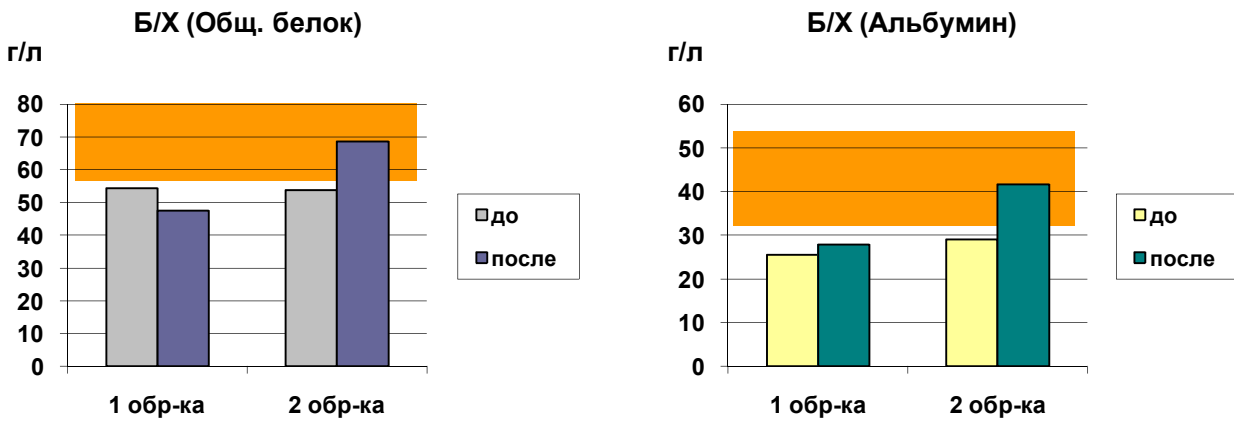 Б/Х (Общ. белок)
г/л
80
70
60
50
40
30
20
10
0
1 обр-ка
2 обр-ка
до
после
Б/Х (Альбумин)
г/л
60
50
40
30
20
10
0
1 обр-ка
2 обр-ка
до
после